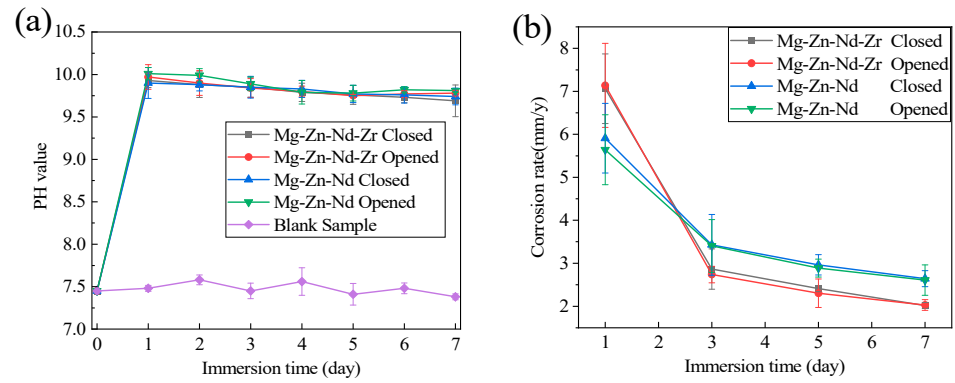 (a)
10.5
10.0
9.5
9.0
8.5
8.0
7.5
7.0
PH value
Mg-Zn-Nd-Zr Closed
Mg-Zn-Nd-Zr Opened
Mg-Zn-Nd Closed
Mg-Zn-Nd Opened
Blank Sample
0 1 2 3 4 5 6 7
Immersion time (day)
(b)
8
7
6
5
4
3
2
Corrosion rate(mm/y)
Mg-Zn-Nd-Zr Closed
Mg-Zn-Nd-Zr Opened
Mg-Zn-Nd Closed
Mg-Zn-Nd Opened
1 2 3 4 5 6 7
Immersion time (day)